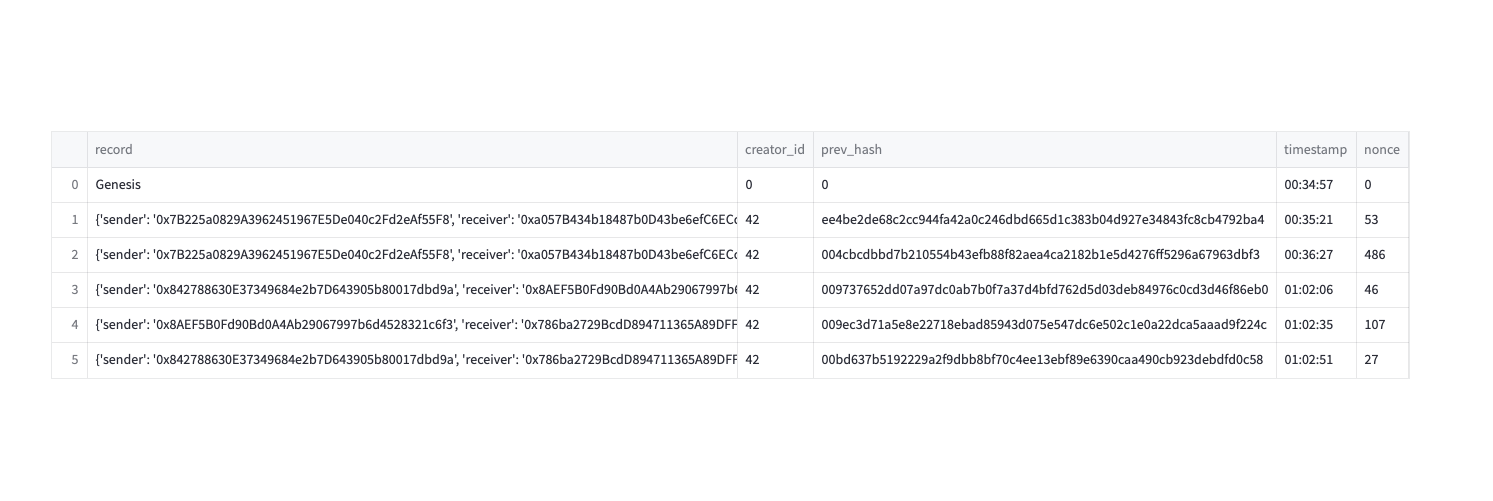 record creator_id prev_hash timestamp nonce
0 Genesis 0 0 00:34:57 0
1 {'sender': '0x7B225a0829A3962451967E5De040c2Fd2eAf55F8', 'receiver': '0xa057B434b18487b0D43be6efC6EC 42 ee4be2de68c2cc944fa42a0c246dbd665d1c383b04d927e34843fc8cb4792ba4 00:35:21 53
2 {'sender': '0x7B225a0829A3962451967E5De040c2Fd2eAf55F8', 'receiver': '0xa057B434b18487b0D43be6efC6EC 42 004cbcdbbd7b210554b43efb88f82aea4ca2182b1e5d4276ff5296a67963dbf3 00:36:27 486
3 {'sender': '0x842788630E37349684e2b7D643905b80017dbd9a', 'receiver': '0x8AEF5B0Fd90Bd0A4Ab29067997b6 42 009737652dd07a97dc0ab7b0f7a37d4bfd762d5d03deb84976c0cd3d46f86eb0 01:02:06 46
4 {'sender': '0x8AEF5B0Fd90Bd0A4Ab29067997b6d4528321c6f3', 'receiver': '0x786ba2729BcdD894711365A89DFF 42 009ec3d71a5e8e22718ebad85943d075e547dc6e502c1e0a22dca5aaad9f224c 01:02:35 107
5 {'sender': '0x842788630E37349684e2b7D643905b80017dbd9a', 'receiver': '0x786ba2729BcdD894711365A89DFF 42 00bd637b5192229a2f9dbb8bf70c4ee13ebf89e6390caa490cb923debdfd0c58 01:02:51 27